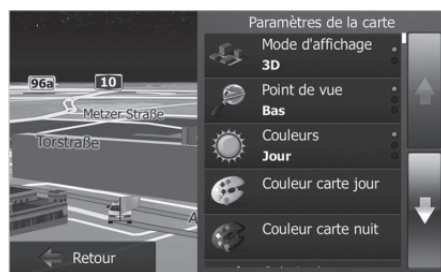 Paramètres de la carte
Mode d'affichage
3D
Point de vue
Bas
Couleurs
Jour
Couleur carte jour
Couleur carte nuit
96a
10
Metzer Straße
Torstraße
A
Retour